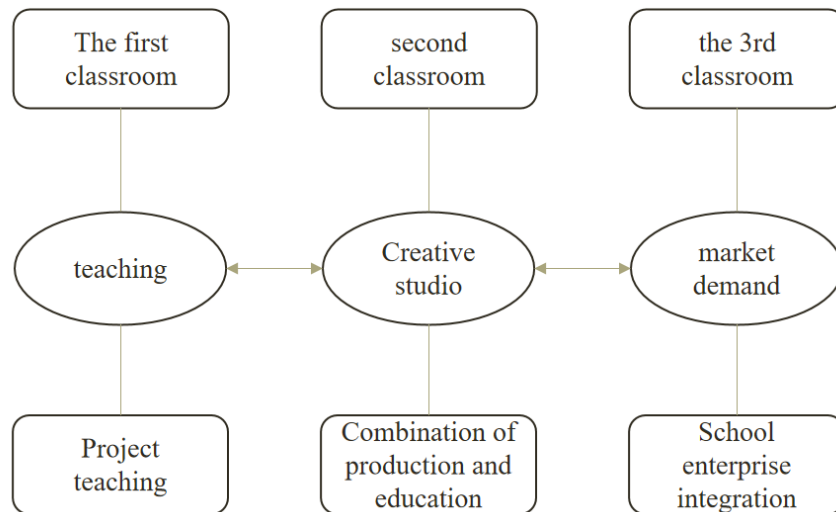 The first
classroom
second
classroom
the 3rd
classroom
teaching
Creative
studio
market
demand
Project
teaching
Combination of
production and
education
School
enterprise
integration